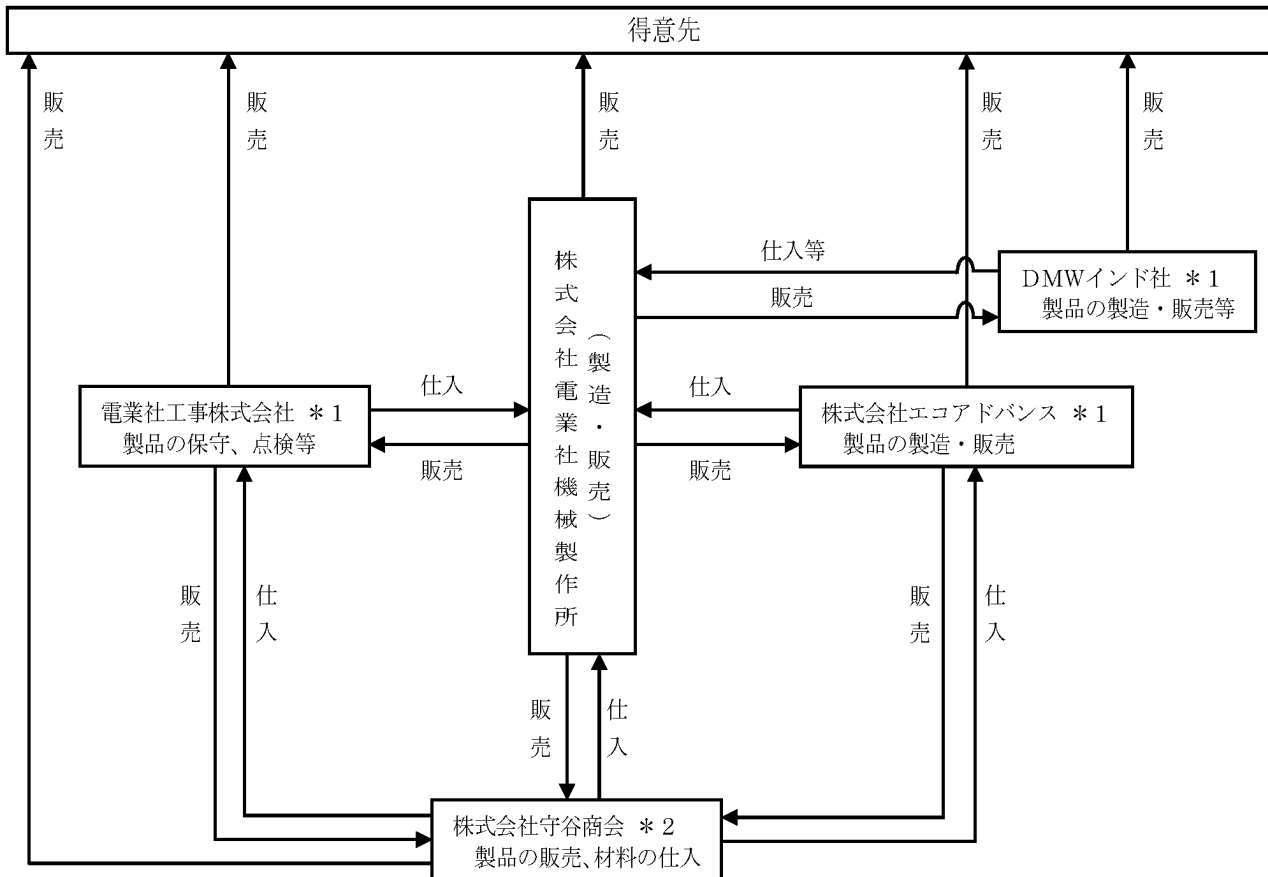 得意先
販売
販売
販売
販売
販売
株式会社電業社機械製作所
(製造・販売)
仕入等
販売
DMWインド社 *1
製品の製造・販売等
電業社工事株式会社 *1
製品の保守、点検等
仕入
販売
仕入
販売
株式会社エコアドバンス *1
製品の製造・販売
販売
仕入
販売
仕入
販売
仕入
株式会社守谷商会 *2
製品の販売、材料の仕入